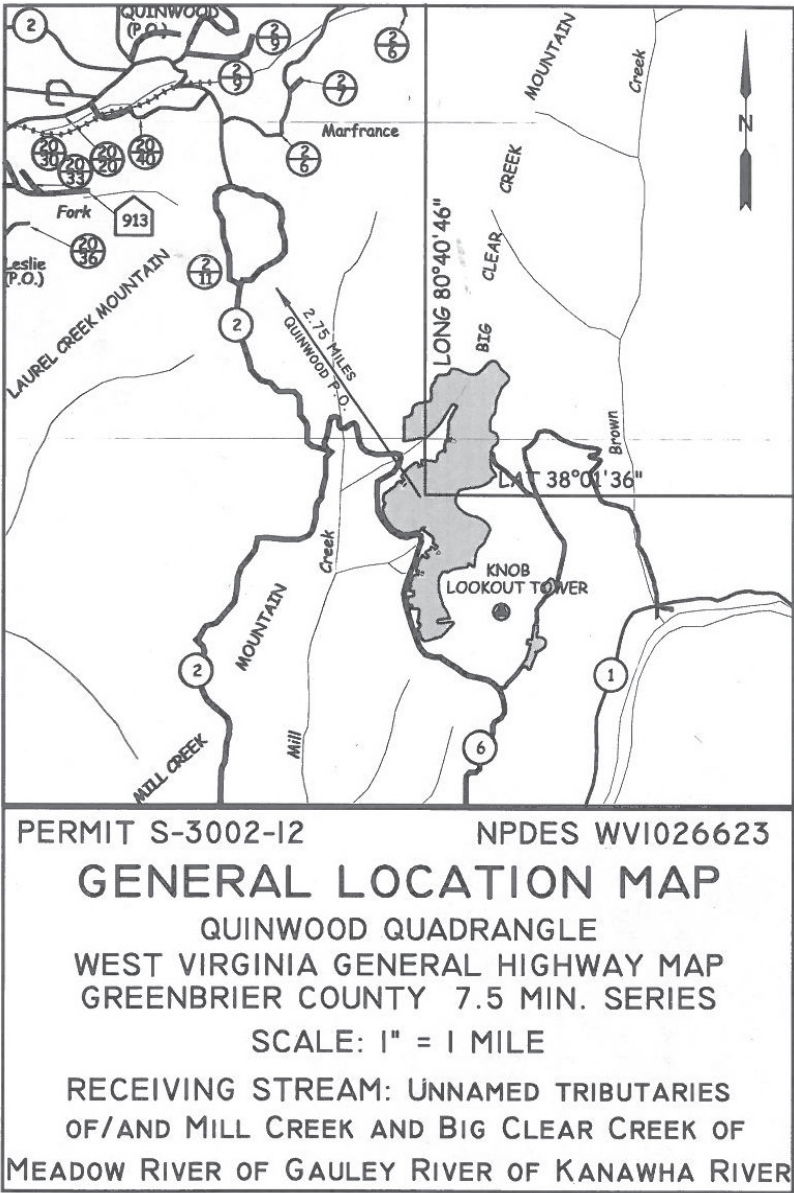 QUINWOOD
(P.O.)
2
2
9
2
6
2
9
2
7
MOUNTAIN
Creek
N
Marfrance
20
30
20
33
20
20
20
40
2
6
Fork
913
20
36
Leslie
(P.O.)
2
11
CREEK
CLEAR
BIG
LONG 80°40'46"
LAUREL CREEK MOUNTAIN
2
2.75 MILES
QUINWOOD P.O.
Brown
LAT 38°01'36"
Creek
KNOB
LOOKOUT TOWER
MOUNTAIN
2
1
Mill
6
MILL CREEK
PERMIT S-3002-12 NPDES WV1026623
GENERAL LOCATION MAP
QUINWOOD QUADRANGLE
WEST VIRGINIA GENERAL HIGHWAY MAP
GREENBRIER COUNTY 7.5 MIN. SERIES
SCALE: 1" = 1 MILE
RECEIVING STREAM: UNNAMED TRIBUTARIES
OF/AND MILL CREEK AND BIG CLEAR CREEK OF
MEADOW RIVER OF GAULEY RIVER OF KANAWHA RIVER